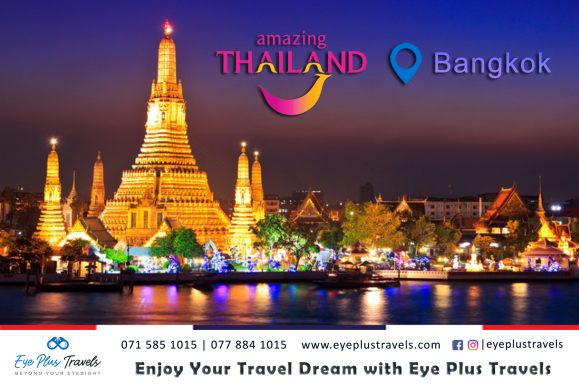 amazing
THAILAND
Bangkok
Eye Plus Travels
BEYOND YOUR EYESIGHT
071 585 1015 | 077 884 1015
www.eyeplustravels.com
|eyeplustravels
Enjoy Your Travel Dream with Eye Plus Travels